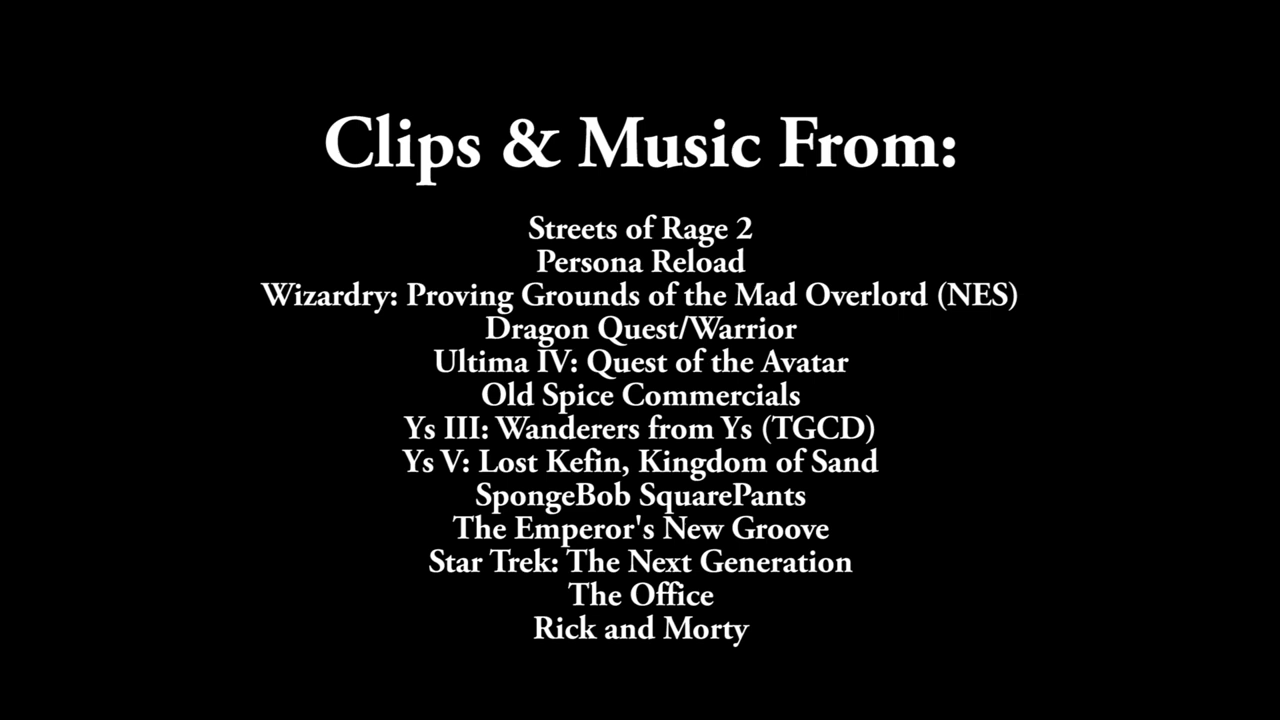 Clips & Music From:
Streets of Rage 2
Persona Reload
Wizardry: Proving Grounds of the Mad Overlord (NES)
Dragon Quest/Warrior
Ultima IV: Quest of the Avatar
Old Spice Commercials
Ys III: Wanderers from Ys (TGCD)
Ys V: Lost Kefin, Kingdom of Sand
SpongeBob SquarePants
The Emperor's New Groove
Star Trek: The Next Generation
The Office
Rick and Morty